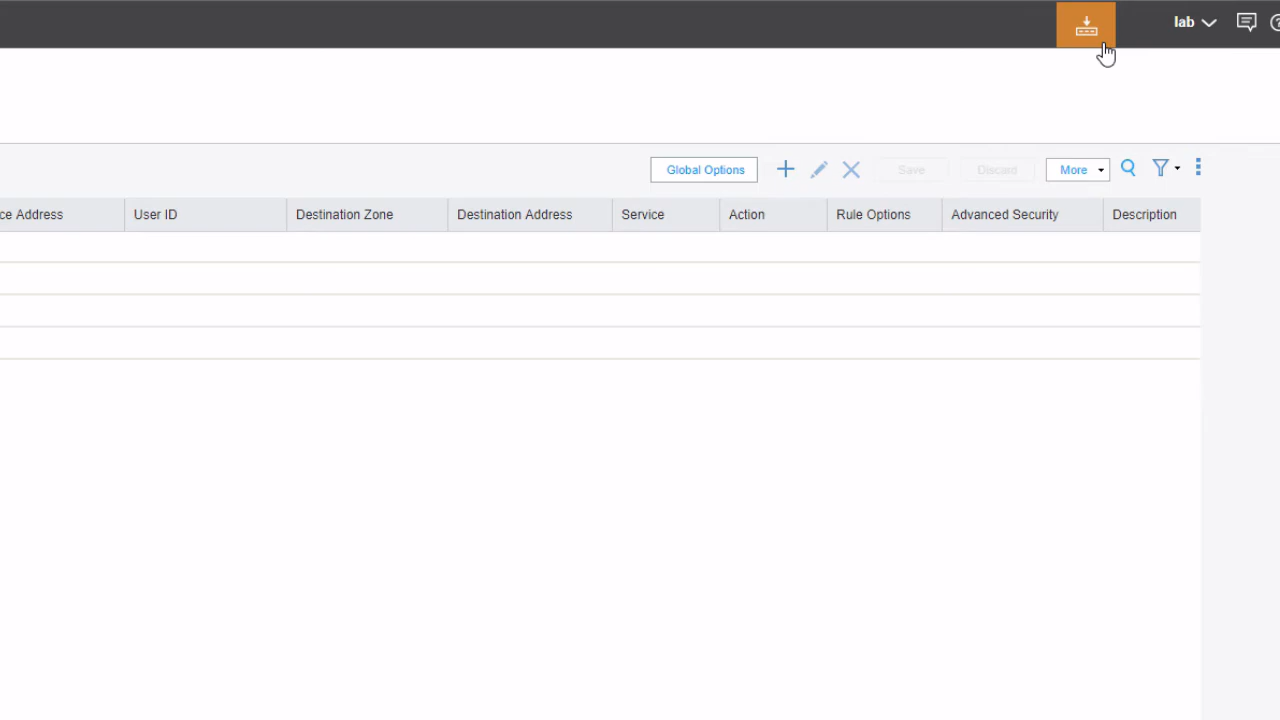 lab
Global Options Save Discard More
ce Address User ID Destination Zone Destination Address Service Action Rule Options Advanced Security Description